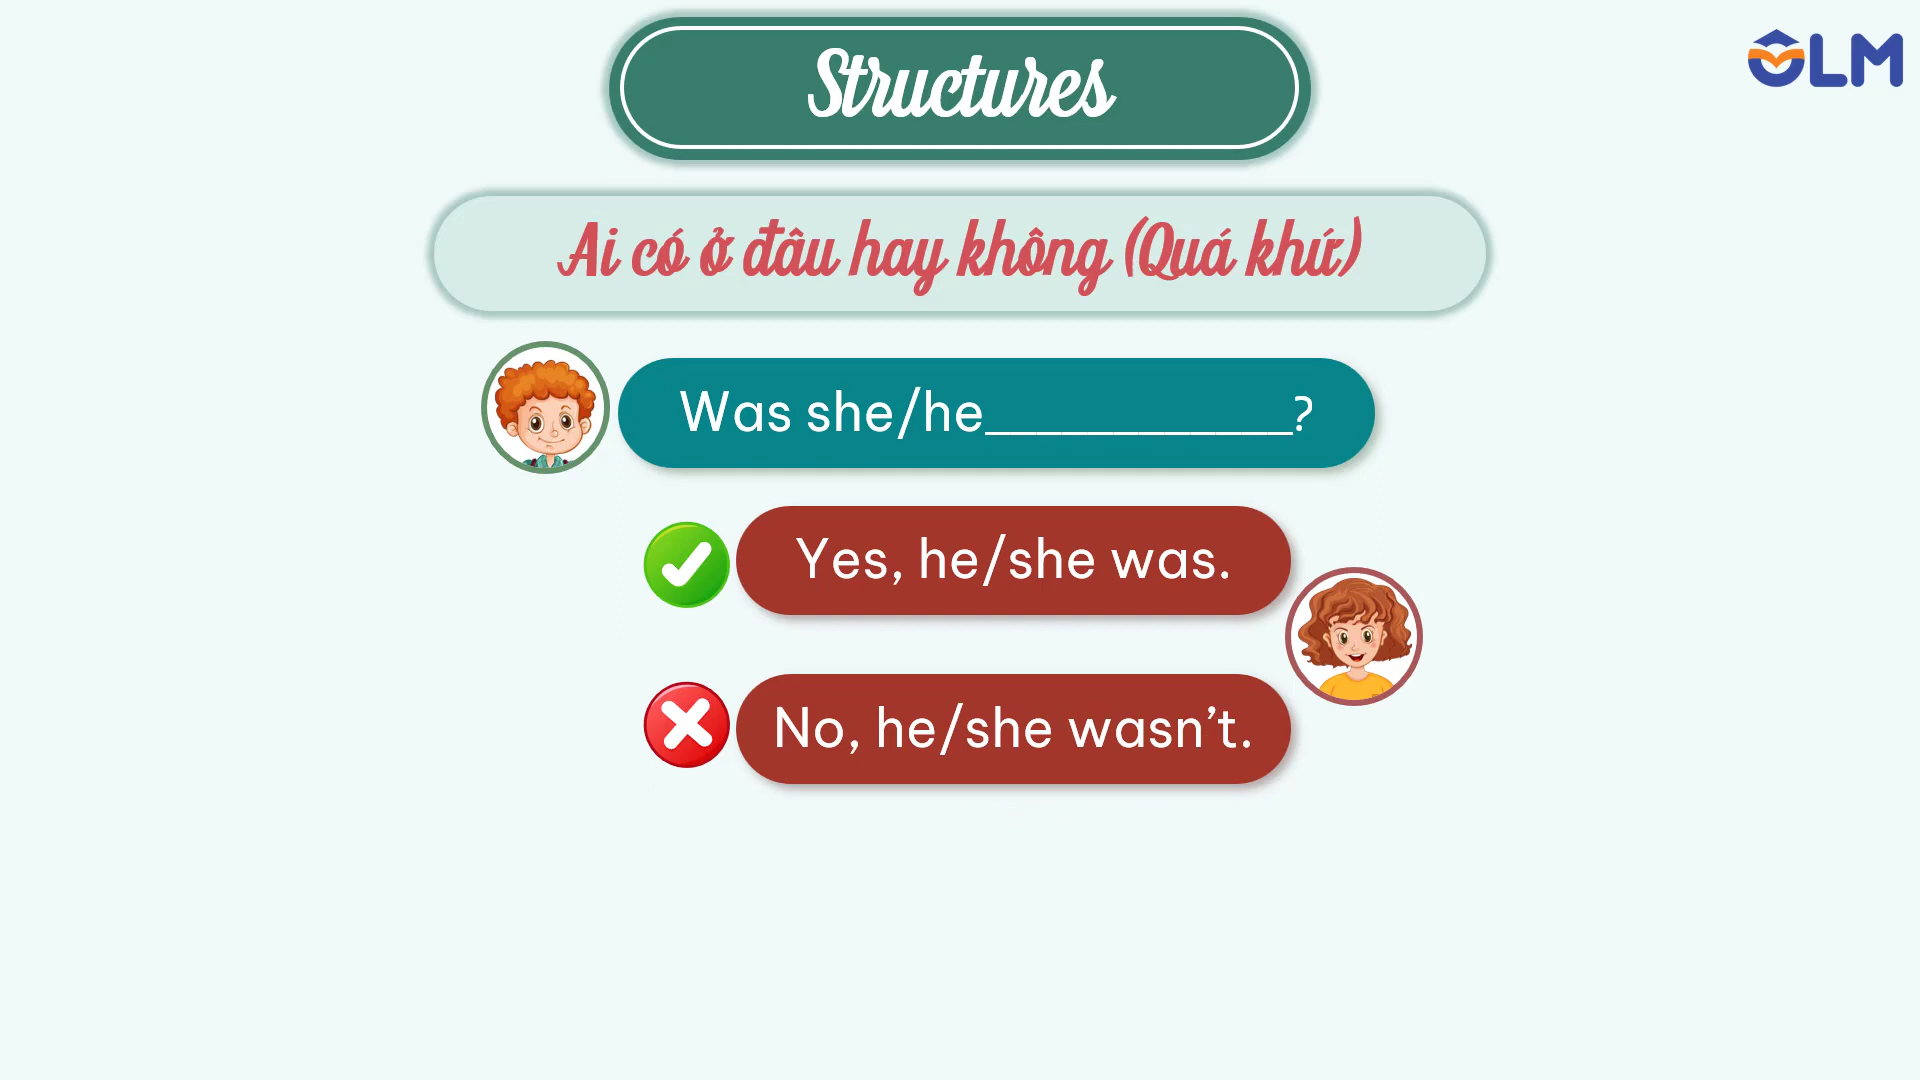 Structures
OLM
Ai có ở đâu hay không (Quá khứ)
Was she/he____________?
Yes, he/she was.
No, he/she wasn’t.